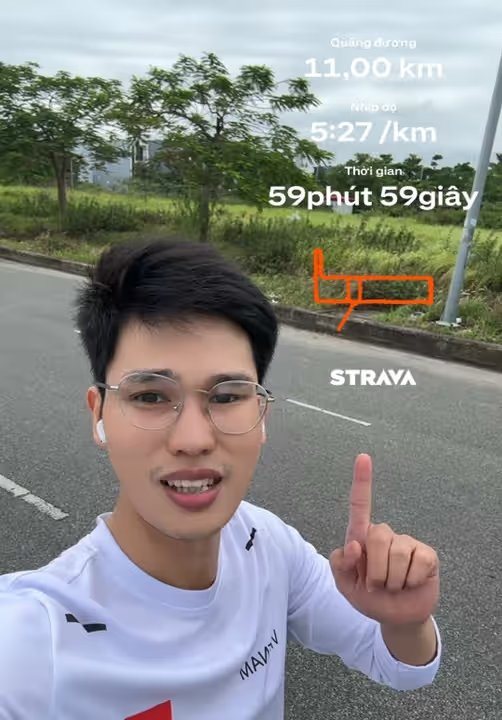 Quãng đường
11,00 km
Nhịp độ
5:27 /km
Thời gian
59phút 59giây
STRAVA